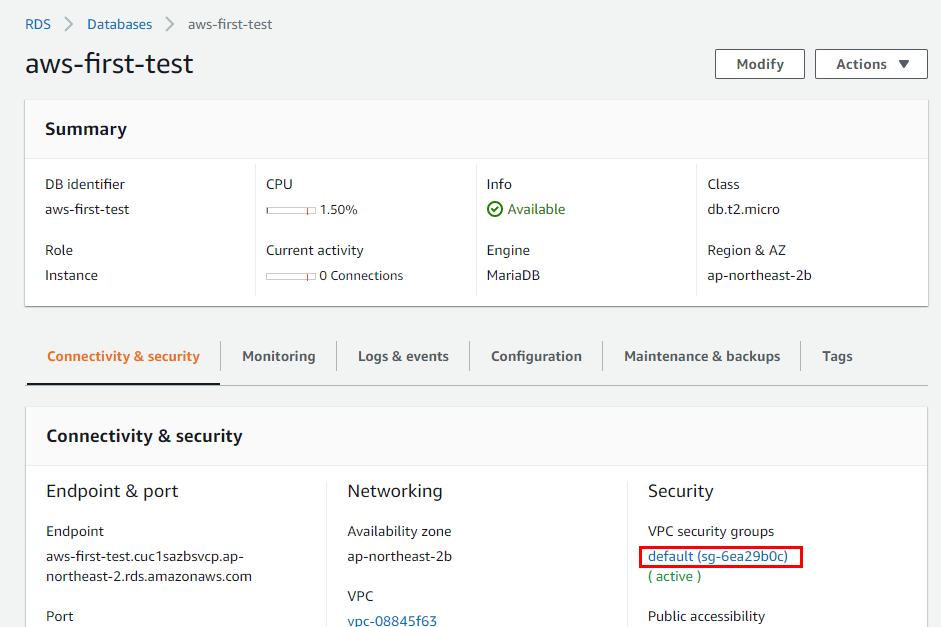 RDS > Databases > aws-first-test
aws-first-test
Modify
Actions ▼
Summary
DB identifier
aws-first-test
CPU
1.50%
Info
Available
Class
db.t2.micro
Role
Instance
Current activity
0 Connections
Engine
MariaDB
Region & AZ
ap-northeast-2b
Connectivity & security
Monitoring
Logs & events
Configuration
Maintenance & backups
Tags
Connectivity & security
Endpoint & port
Endpoint
aws-first-test.cuc1sazbsvcp.ap-
northeast-2.rds.amazonaws.com
Port
Networking
Availability zone
ap-northeast-2b
VPC
vpc-08845f63
Security
VPC security groups
default (sg-6ea29b0c)
( active )
Public accessibility